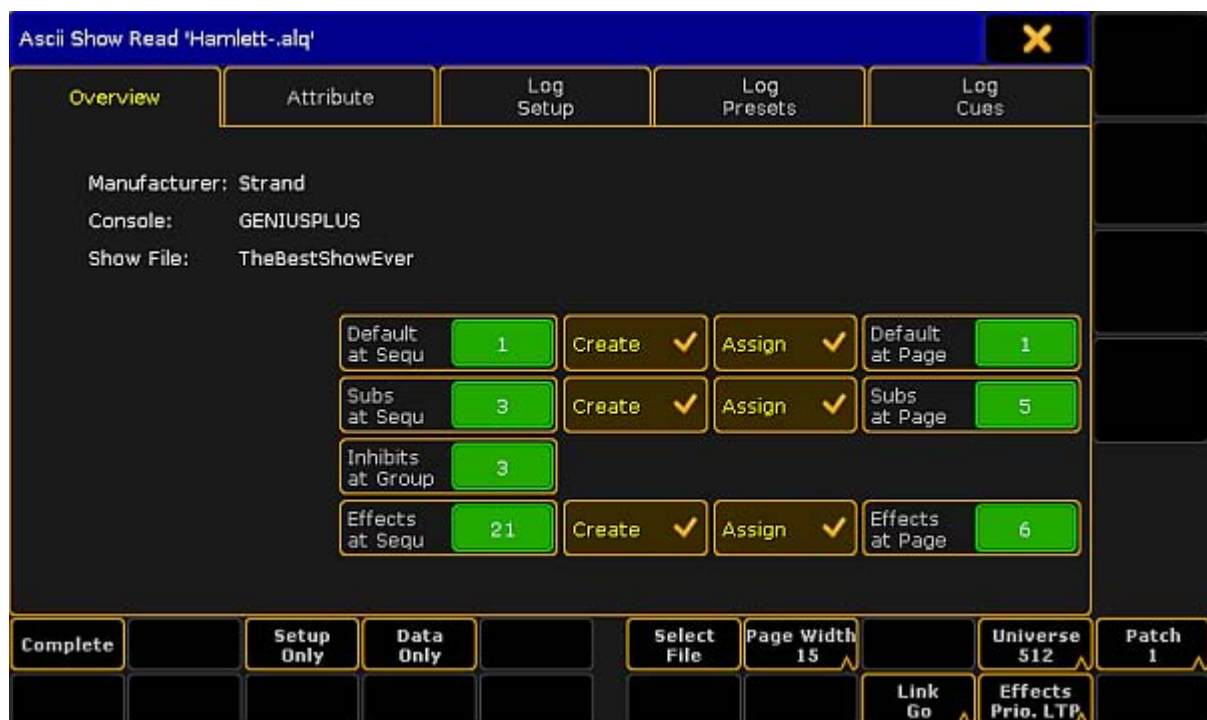 Ascii Show Read 'Hamlett-.alq'
Overview
Attribute
Log
Setup
Log
Presets
Log
Cues
Manufacturer: Strand
Console: GENIUSPLUS
Show File: TheBestShowEver
Default
at Sequ
1
Create
Assign
Default
at Page
1
Subs
at Sequ
3
Create
Assign
Subs
at Page
5
Inhibits
at Group
3
Effects
at Sequ
21
Create
Assign
Effects
at Page
6
Complete
Setup
Only
Data
Only
Select
File
Page Width
15
Universe
512
Patch
1
Link
Go
Effects
Prio. LTP